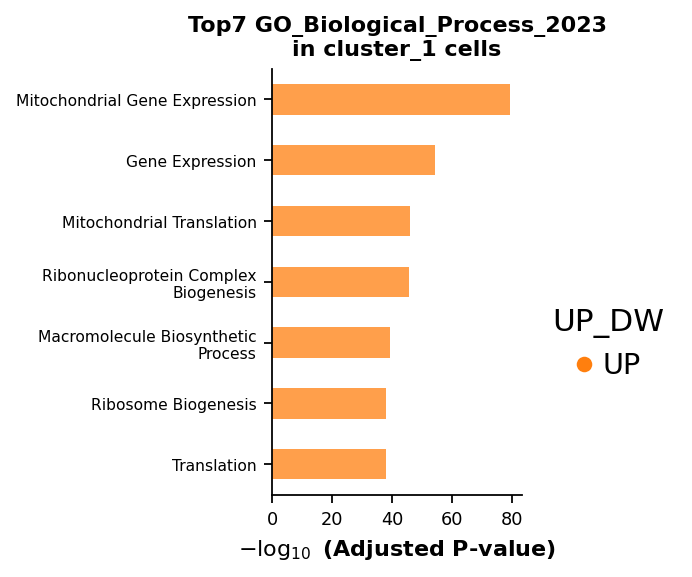 Top7 GO_Biological_Process_2023
in cluster_1 cells
Mitochondrial Gene Expression
Gene Expression
Mitochondrial Translation
Ribonucleoprotein Complex
Biogenesis
Macromolecule Biosynthetic
Process
Ribosome Biogenesis
Translation
0 20 40 60 80
−log₁₀ (Adjusted P-value)
UP_DW
UP